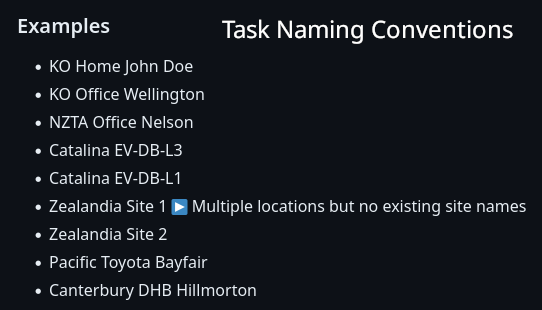 Examples
Task Naming Conventions
• KO Home John Doe
• KO Office Wellington
• NZTA Office Nelson
• Catalina EV-DB-L3
• Catalina EV-DB-L1
• Zealandia Site 1 ▶️ Multiple locations but no existing site names
• Zealandia Site 2
• Pacific Toyota Bayfair
• Canterbury DHB Hillmorton